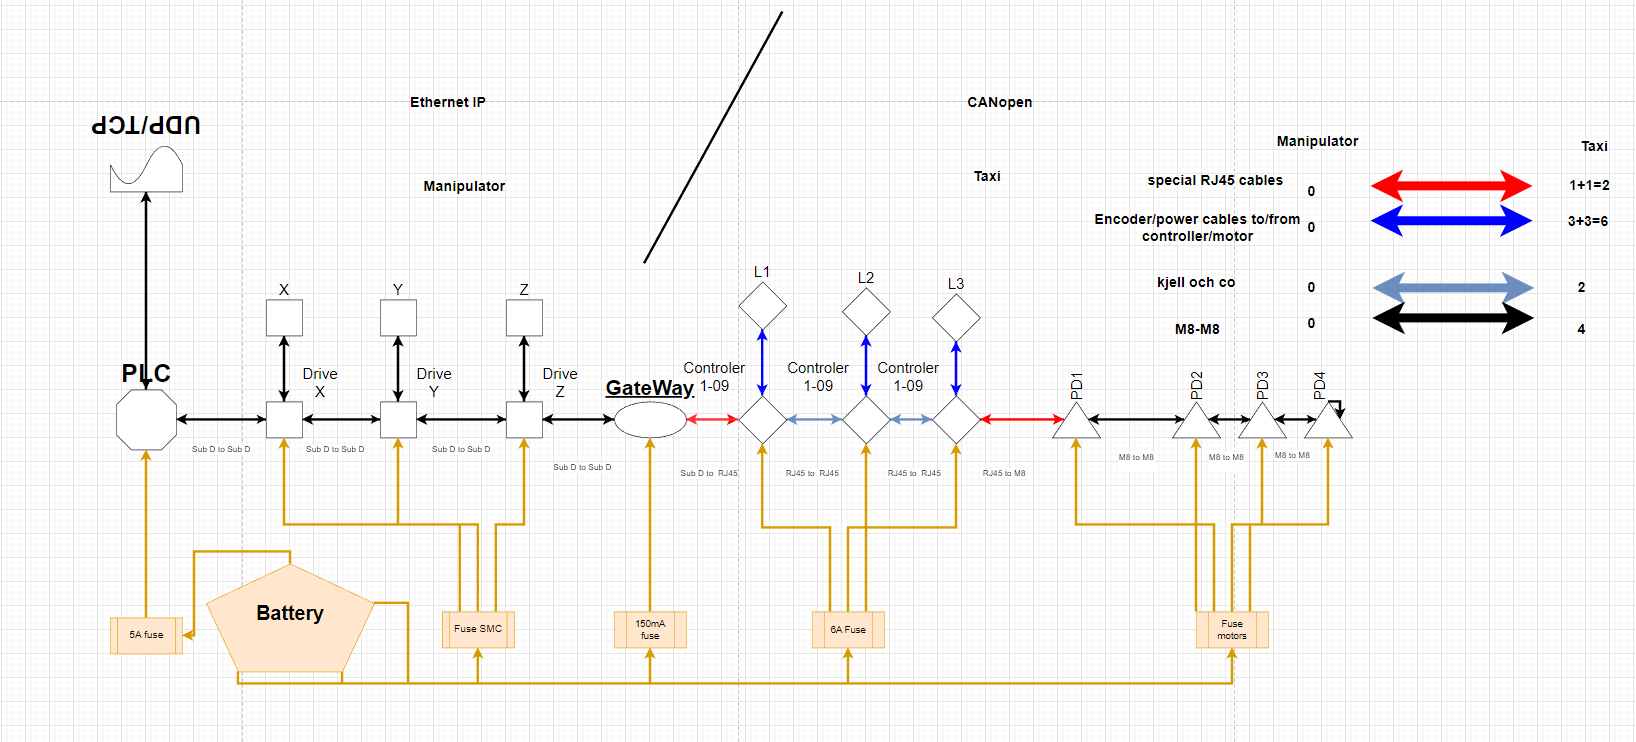 Ethernet IP
CANopen
UDP/TCP
Manipulator
Taxi
Manipulator
Taxi
special RJ45 cables
0
1+1=2
Encoder/power cables to/from
controller/motor
0
3+3=6
kjell och co
0
2
M8-M8
0
4
X
Y
Z
L1
L2
L3
PLC
Drive
X
Drive
Y
Drive
Z
GateWay
Controler
1-09
Controler
1-09
Controler
1-09
PD1
PD2
PD3
PD4
Sub D to Sub D
Sub D to Sub D
Sub D to Sub D
Sub D to Sub D
Sub D to RJ45
RJ45 to RJ45
RJ45 to RJ45
RJ45 to M8
M8 to M8
M8 to M8
M8 to M8
5A fuse
Battery
Fuse SMC
150mA
fuse
6A Fuse
Fuse
motors